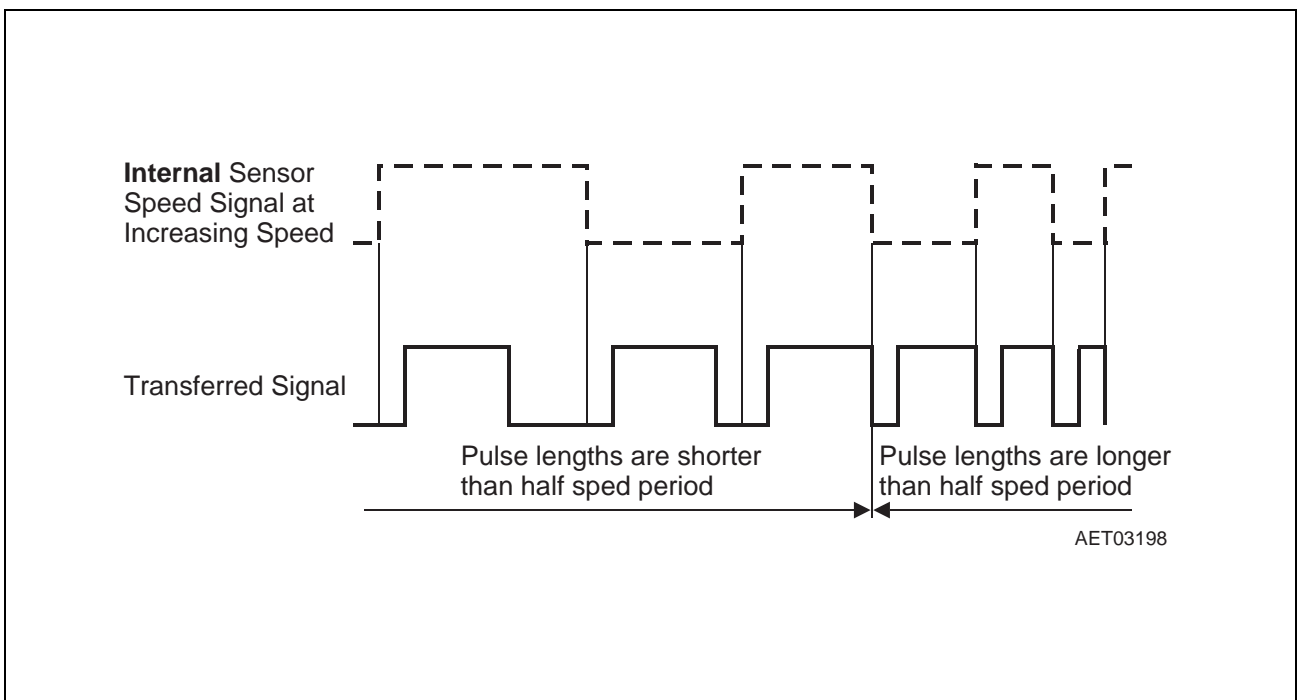 Internal Sensor
Speed Signal at
Increasing Speed
Transferred Signal
Pulse lengths are shorter
than half sped period
Pulse lengths are longer
than half sped period
AET03198